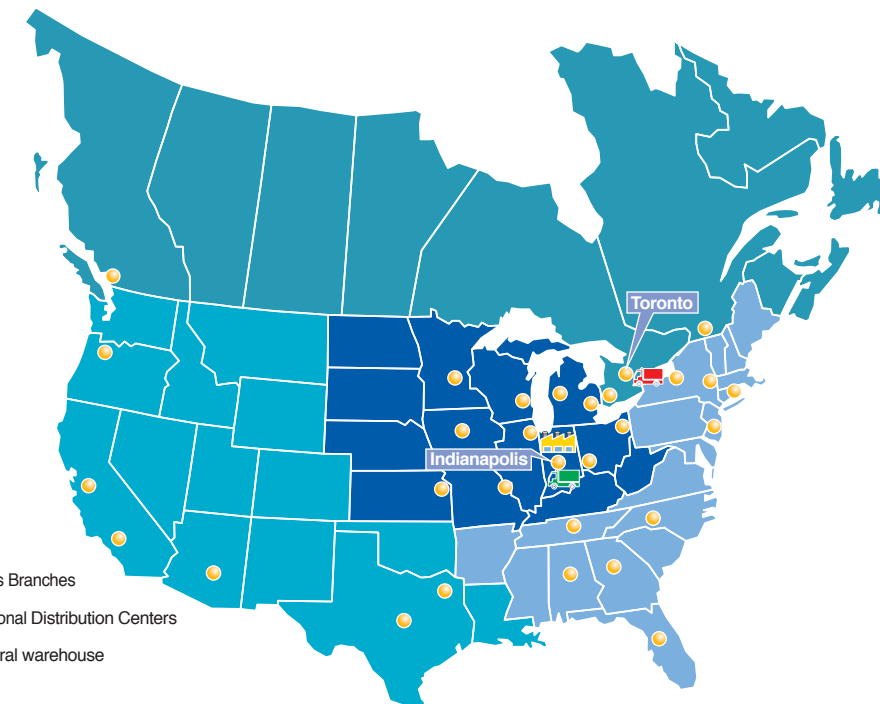 Toronto
Indianapolis
s Branches
onal Distribution Centers
ral warehouse